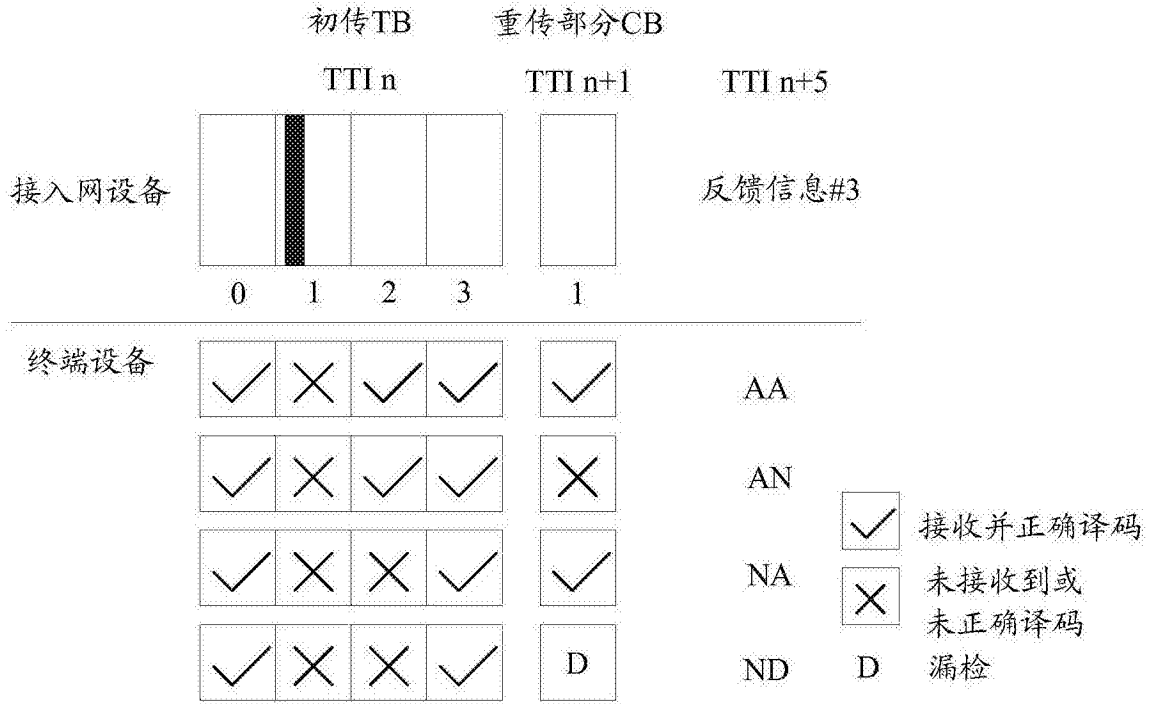 初传TB 重传部分CB
TTI n TTI n+1 TTI n+5
接入网设备 反馈信息#3
0 1 2 3 1
终端设备
AA
AN
接收并正确译码
NA
未接收到或
未正确译码
D ND D 漏检